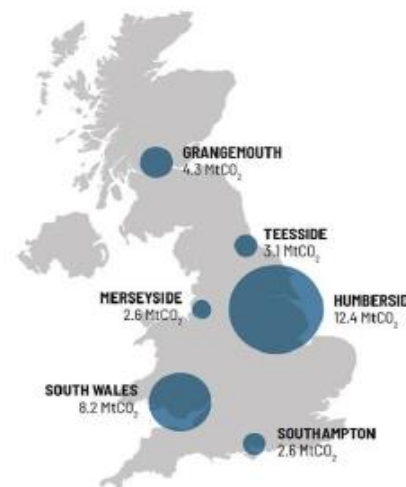 GRANGEMOUTH
4.3 MtCO₂
TEESSIDE
3.1 MtCO₂
MERSEYSIDE
2.6 MtCO₂
HUMBERSID
12.4 MtCO₂
SOUTH WALES
8.2 MtCO₂
SOUTHAMPTON
2.6 MtCO₂